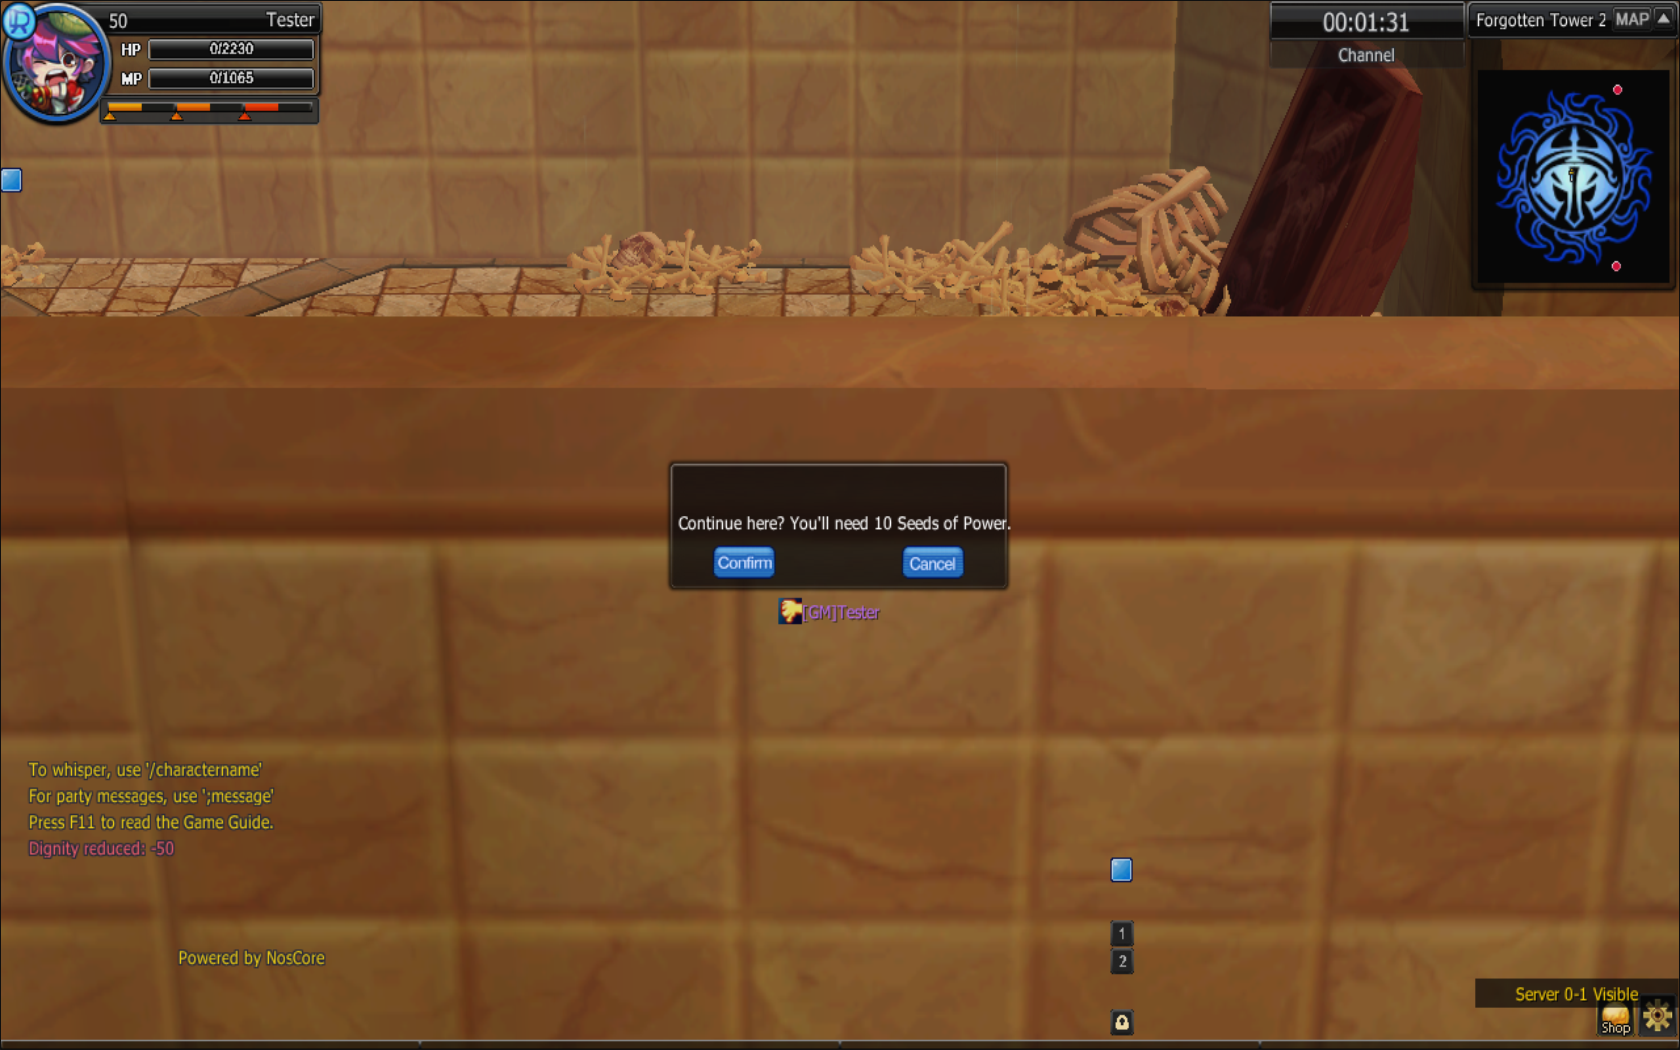 50 Tester
HP 0/2230
MP 0/1065
00:01:31
Channel
Forgotten Tower 2 MAP
Continue here? You'll need 10 Seeds of Power.
Confirm Cancel
[GM]Tester
To whisper, use '/charactername'
For party messages, use ';message'
Press F11 to read the Game Guide.
Dignity reduced: -50
Powered by NosCore
1
2
Server 0-1 Visible
Shop